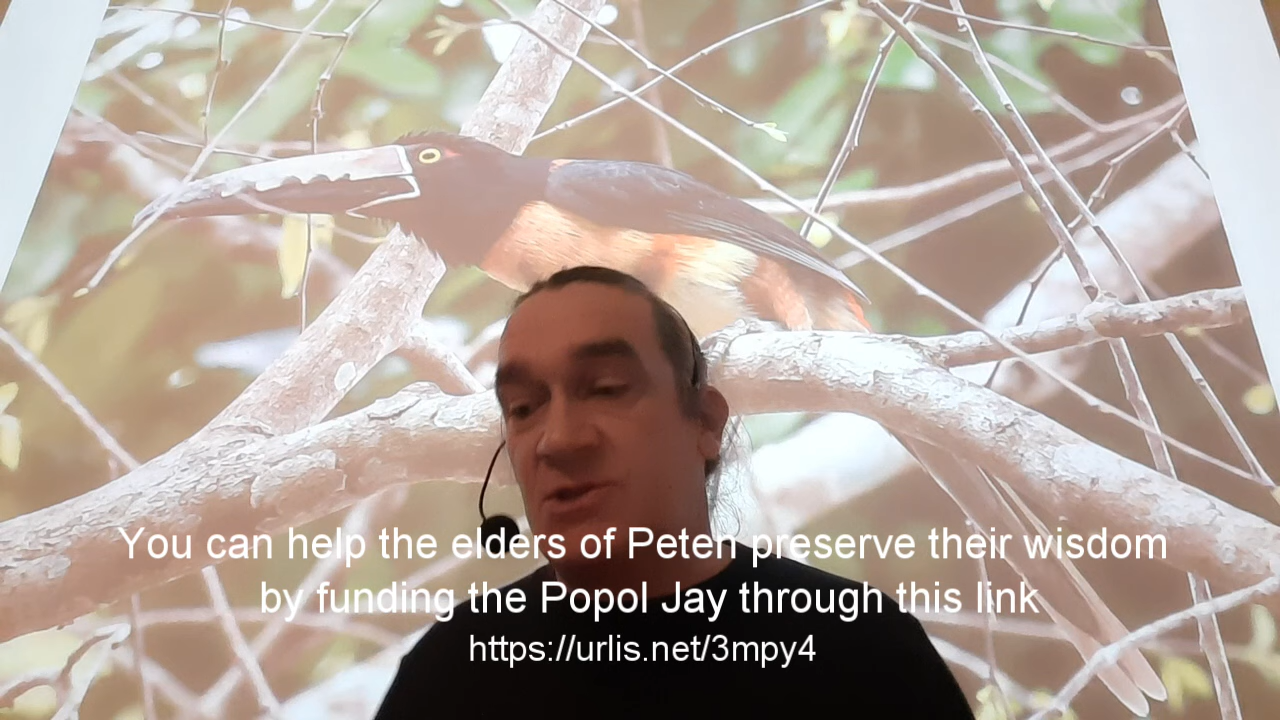 You can help the elders of Peten preserve their wisdom
by funding the Popol Jay through this link
https://urlis.net/3mpy4